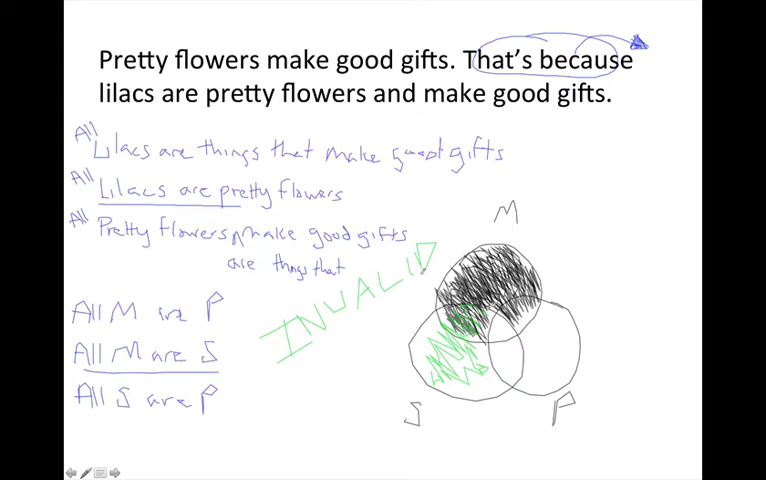 Pretty flowers make good gifts. That's because
lilacs are pretty flowers and make good gifts.
All Lilacs are things that make good gifts
All Lilacs are pretty flowers
All Pretty flowers make good gifts
are things that
All M are P
All M are S
All S are P
INVALID
M
S
P